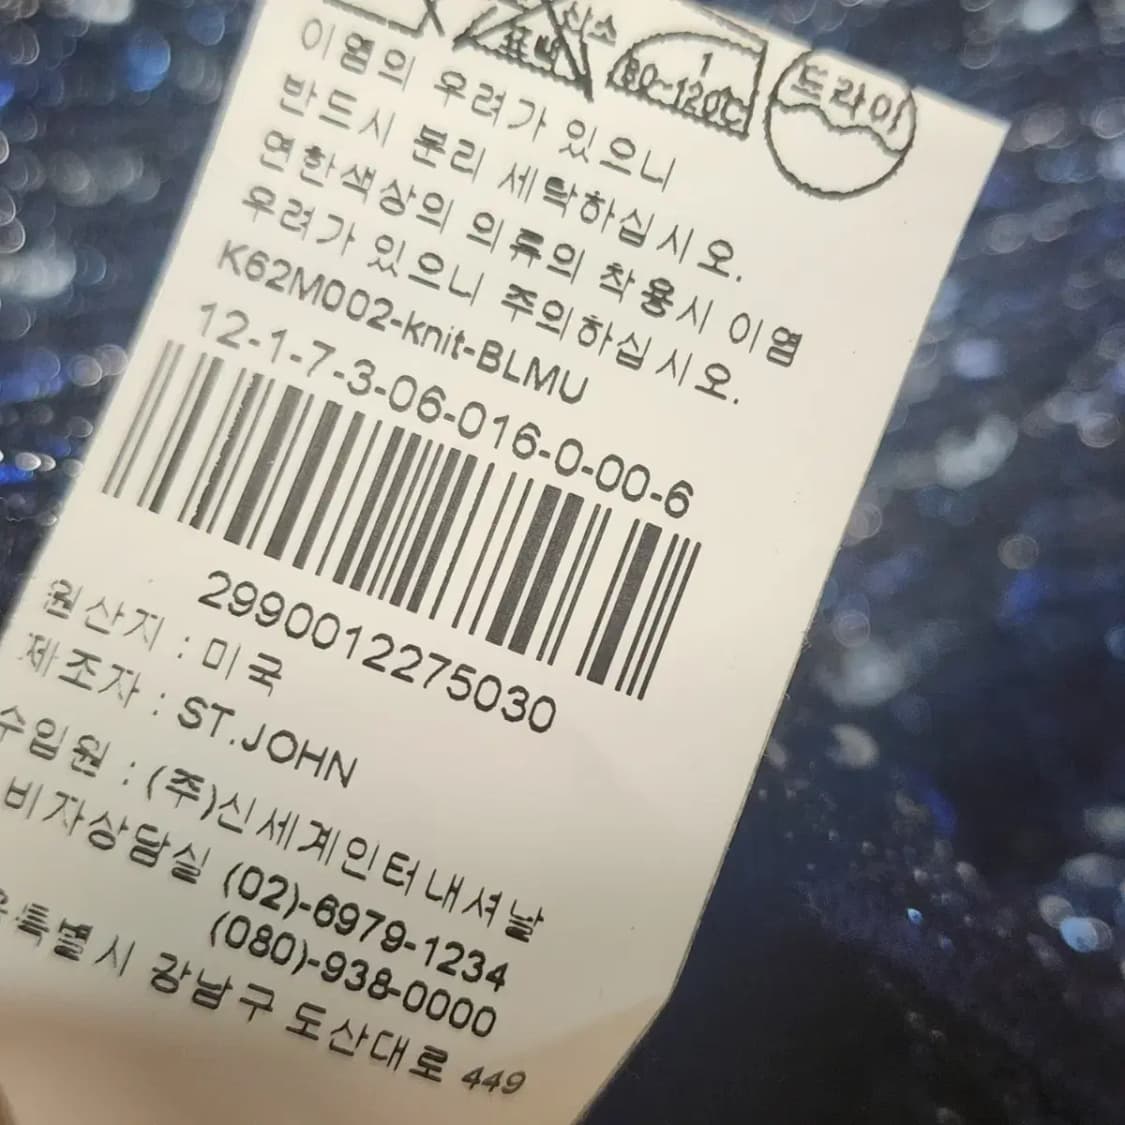 산소
표백
1
80~120℃
드라이
이염의 우려가 있으니
반드시 분리 세탁하십시오.
연한색상의 의류의 착용시 이염
우려가 있으니 주의하십시오.
K62M002-knit-BLMU
12-1-7-3-06-016-0-00-6
2990012275030
원산지 : 미국
제조자 : ST.JOHN
수입원 : (주)신세계인터내셔날
비자상담실 (02)-6979-1234
(080)-938-0000
특별시 강남구 도산대로 449